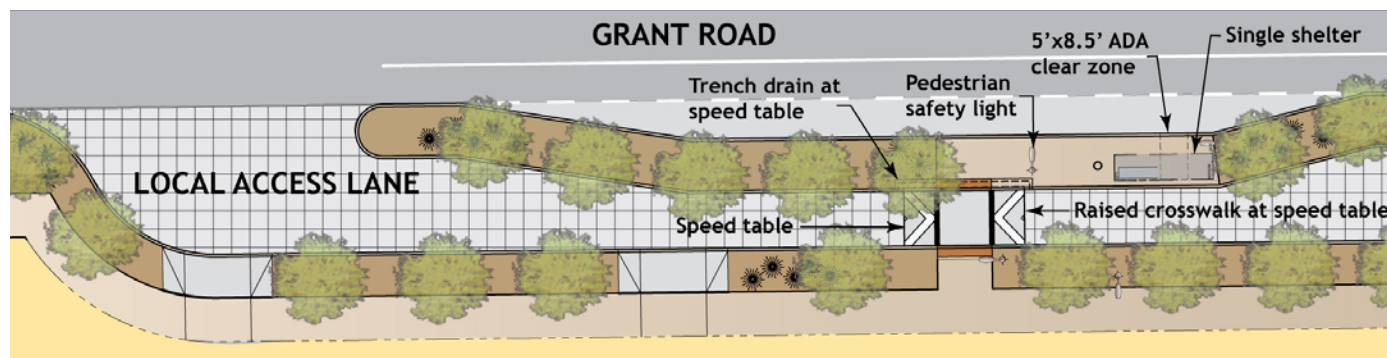 GRANT ROAD
5'x8.5' ADA
clear zone
Single shelter
Trench drain at
speed table
Pedestrian
safety light
LOCAL ACCESS LANE
Speed table
Raised crosswalk at speed table